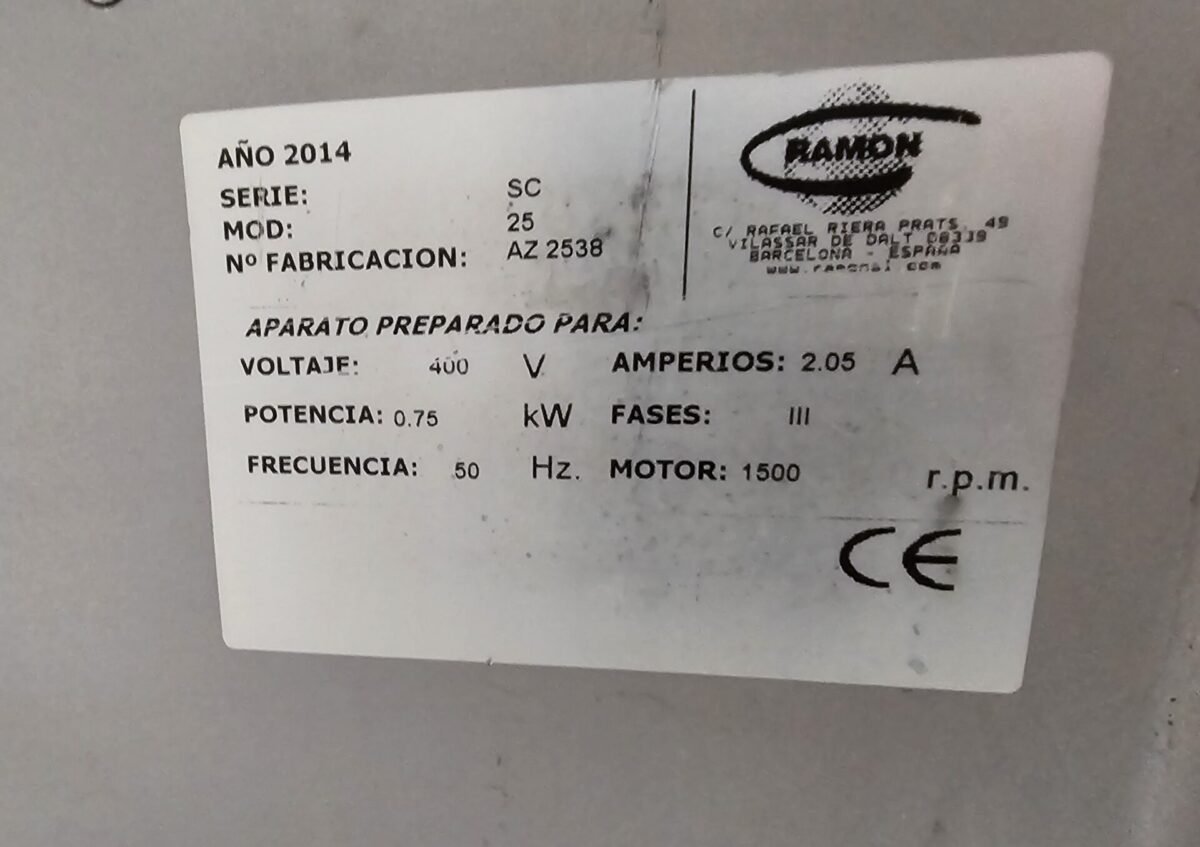 AÑO 2014
SERIE: SC
MOD: 25
Nº FABRICACION: AZ 2538
RAMON
C/ RAFAEL RIERA PRATS, 49
VILASSAR DE DALT 08339
BARCELONA - ESPAÑA
APARATO PREPARADO PARA:
VOLTAJE: 400 V. AMPERIOS: 2.05 A
POTENCIA: 0.75 kW FASES: III
FRECUENCIA: 50 Hz. MOTOR: 1500 r.p.m.
CE